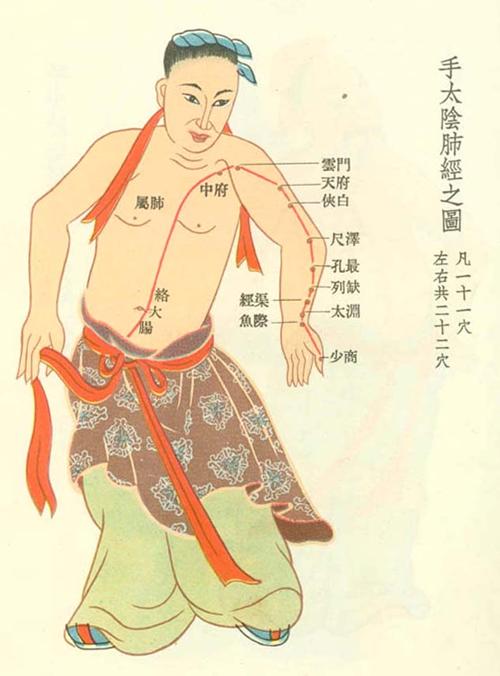 手太陰肺經之圖
凡一十一穴
左右共二十二穴
雲門
中府
天府
俠白
屬肺
尺澤
孔最
列缺
經渠
太淵
魚際
少商
絡大腸